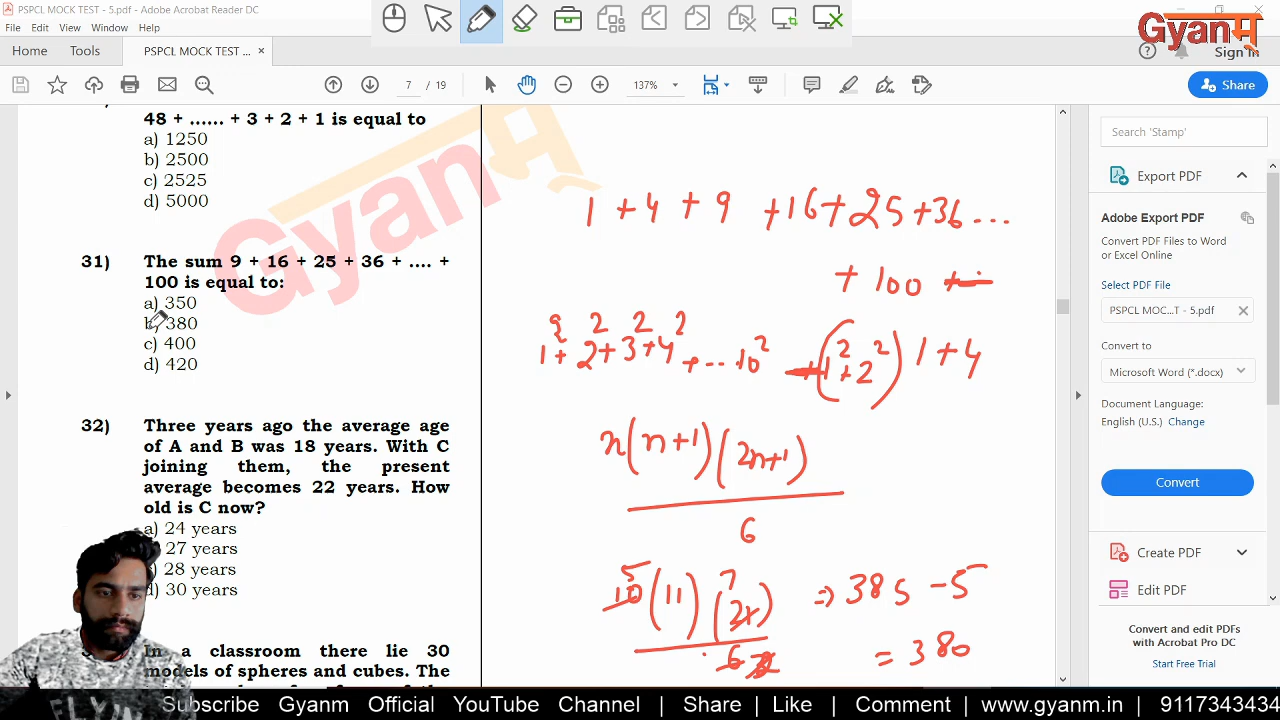 PSPCL MOCK TEST - 5.pdf - Adobe Acrobat Reader DC
File Edit View Window Help
Home Tools PSPCL MOCK TEST ... ×
Gyanम्
Sign In
7 / 19
137%
Share
48 + ...... + 3 + 2 + 1 is equal to
a) 1250
b) 2500
c) 2525
d) 5000
Gyanम्
31) The sum 9 + 16 + 25 + 36 + .... +
100 is equal to:
a) 350
b) 380
c) 400
d) 420
32) Three years ago the average age
of A and B was 18 years. With C
joining them, the present
average becomes 22 years. How
old is C now?
a) 24 years
27 years
28 years
d) 30 years
In a classroom there lie 30
models of spheres and cubes. The
1 + 4 + 9 + 16 + 25 + 36 ...
+ 100
1² + 2² + 3² + 4² + ... 10² + (1² + 2²) 1 + 4
n(n+1)(2n+1)
6
5 7
10(11)(21) => 385 - 5
6 2
= 380
Search 'Stamp'
Export PDF
Adobe Export PDF
Convert PDF Files to Word
or Excel Online
Select PDF File
PSPCL MOC...T - 5.pdf ×
Convert to
Microsoft Word (*.docx)
Document Language:
English (U.S.) Change
Convert
Create PDF
Edit PDF
Convert and edit PDFs
with Acrobat Pro DC
Start Free Trial
Subscribe Gyanm Official YouTube Channel | Share | Like | Comment | www.gyanm.in | 9117343434